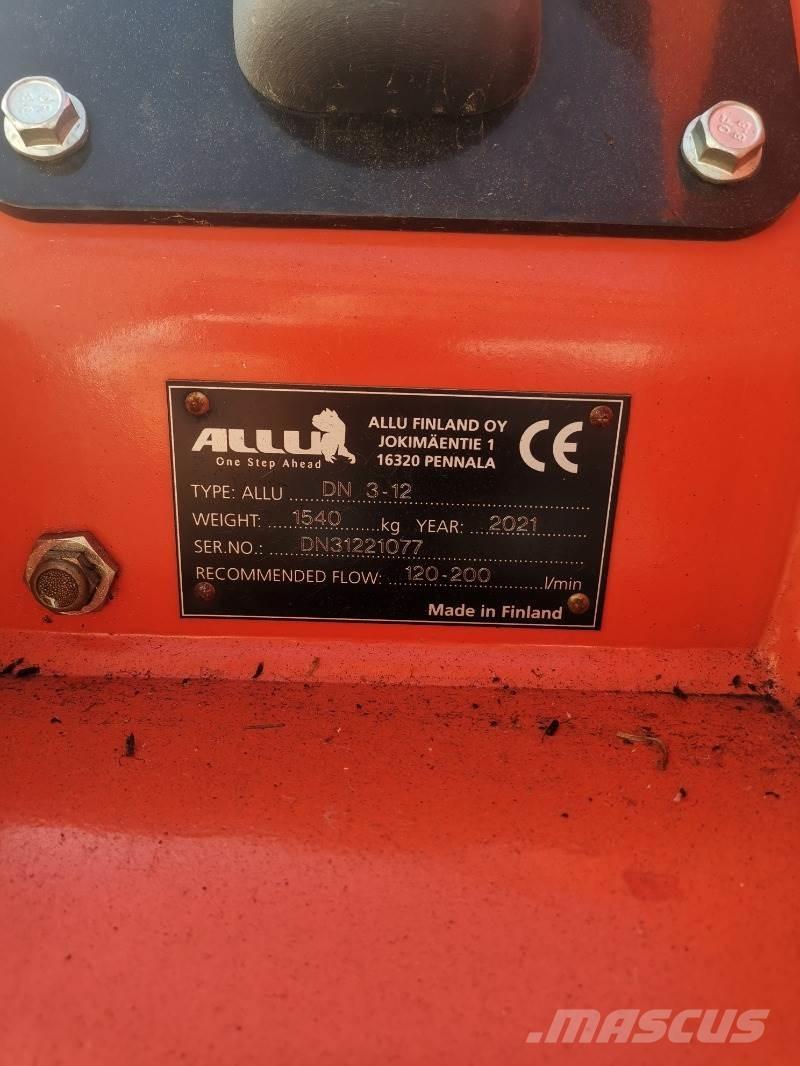 ALLU
One Step Ahead
ALLU FINLAND OY
JOKIMÄENTIE 1
16320 PENNALA
CE
TYPE: ALLU DN 3-12
WEIGHT: 1540 kg YEAR: 2021
SER.NO.: DN31221077
RECOMMENDED FLOW: 120-200 l/min
Made in Finland
MASCUS